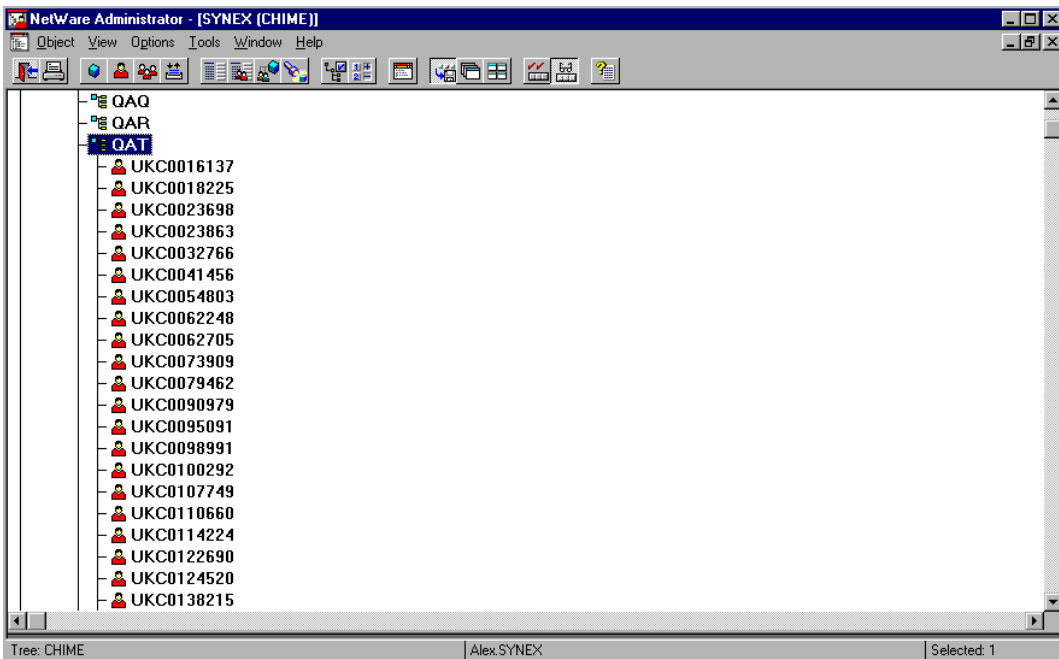 NetWare Administrator - [SYNEX (CHIME)]
Object View Options Tools Window Help
QAQ
QAR
QAT
UKC0016137
UKC0018225
UKC0023698
UKC0023863
UKC0032766
UKC0041456
UKC0054803
UKC0062248
UKC0062705
UKC0073909
UKC0079462
UKC0090979
UKC0095091
UKC0098991
UKC0100292
UKC0107749
UKC0110660
UKC0114224
UKC0122690
UKC0124520
UKC0138215
Tree: CHIME Alex.SYNEX Selected: 1